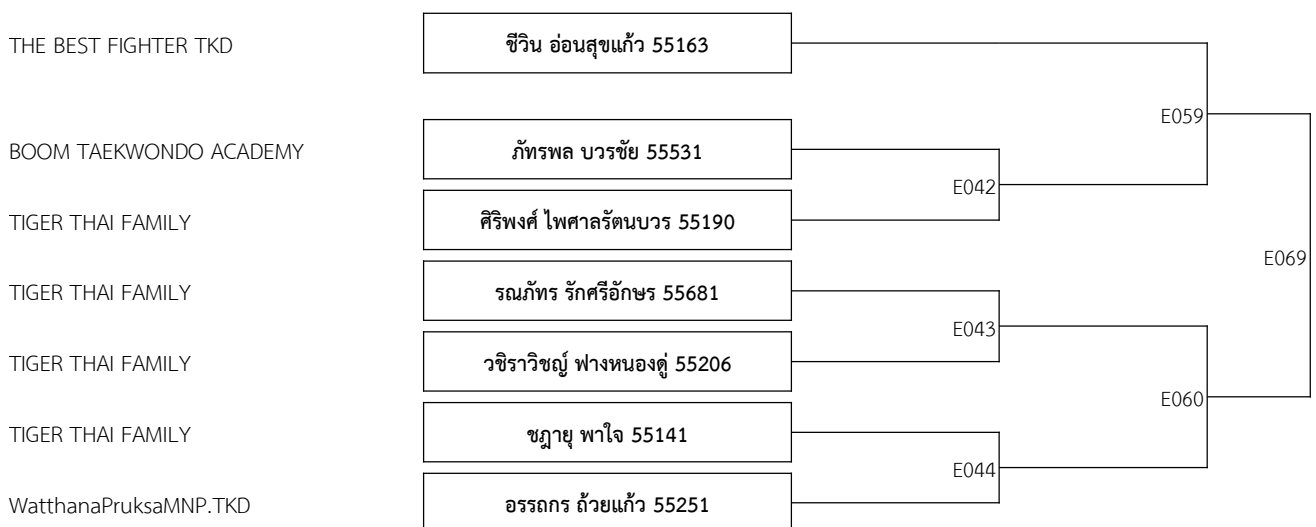 THE BEST FIGHTER TKD
ชีวิน อ่อนสุขแก้ว 55163
E059
BOOM TAEKWONDO ACADEMY
ภัทรพล บวรชัย 55531
E042
TIGER THAI FAMILY
ศิริพงศ์ ไพศาลรัตนบวร 55190
E069
TIGER THAI FAMILY
รณภัทร รักศรีอักษร 55681
E043
TIGER THAI FAMILY
วชิราวิชญ์ ฟางหนองดู่ 55206
E060
TIGER THAI FAMILY
ชฎายุ พาใจ 55141
E044
WatthanaPruksaMNP.TKD
อรรถกร ถ้วยแก้ว 55251